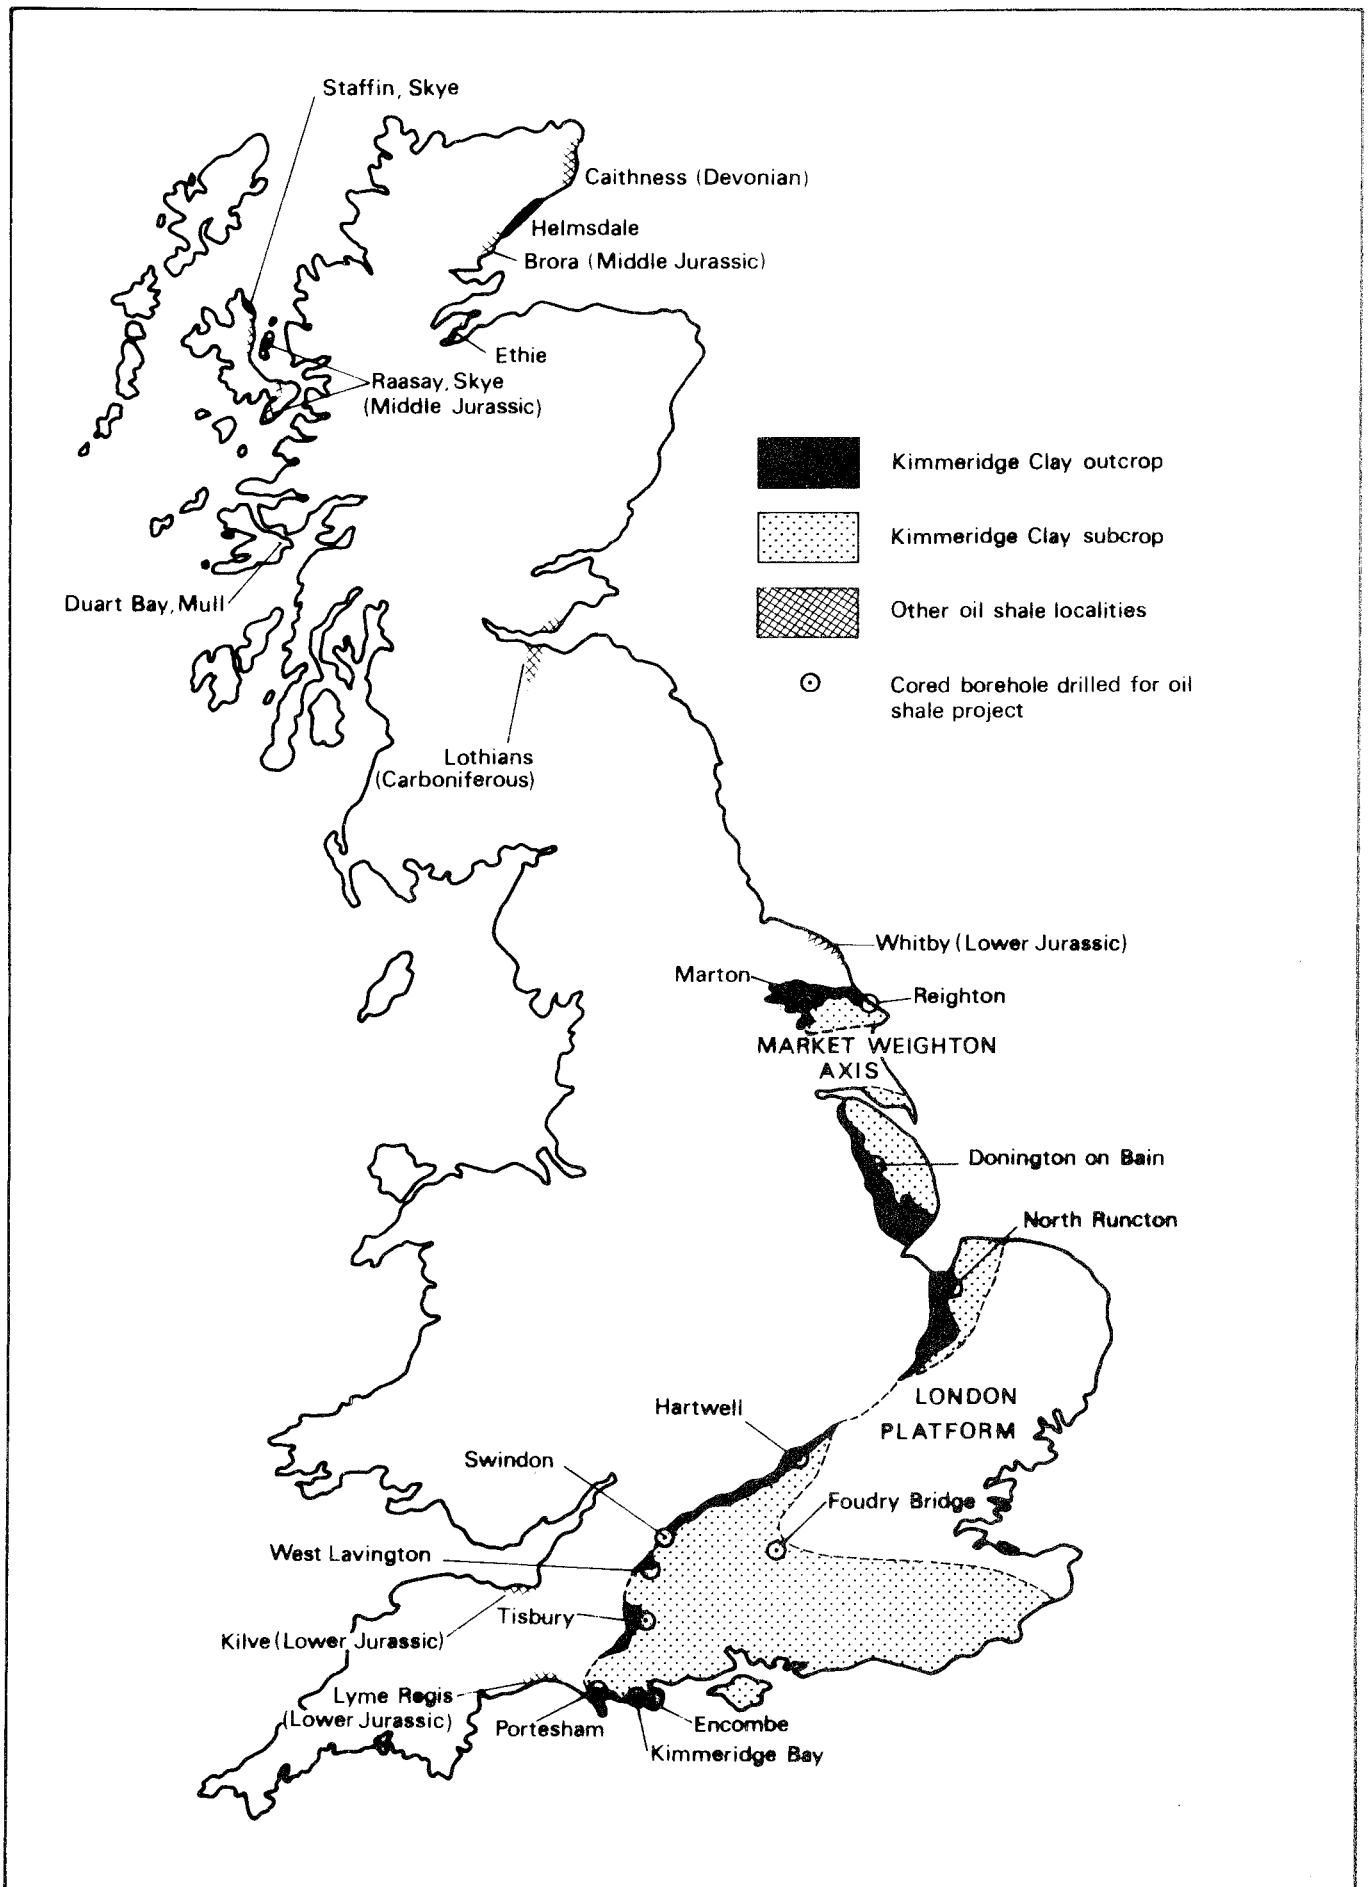 Staffin, Skye
Caithness (Devonian)
Helmsdale
Brora (Middle Jurassic)
Ethie
Raasay, Skye
(Middle Jurassic)
Kimmeridge Clay outcrop
Kimmeridge Clay subcrop
Duart Bay, Mull
Other oil shale localities
Cored borehole drilled for oil
shale project
Lothians
(Carboniferous)
Whitby (Lower Jurassic)
Marton
Reighton
MARKET WEIGHTON
AXIS
Donington on Bain
North Runcton
LONDON
PLATFORM
Hartwell
Swindon
Foudry Bridge
West Lavington
Tisbury
Kilve (Lower Jurassic)
Lyme Regis
(Lower Jurassic)
Portesham
Encombe
Kimmeridge Bay